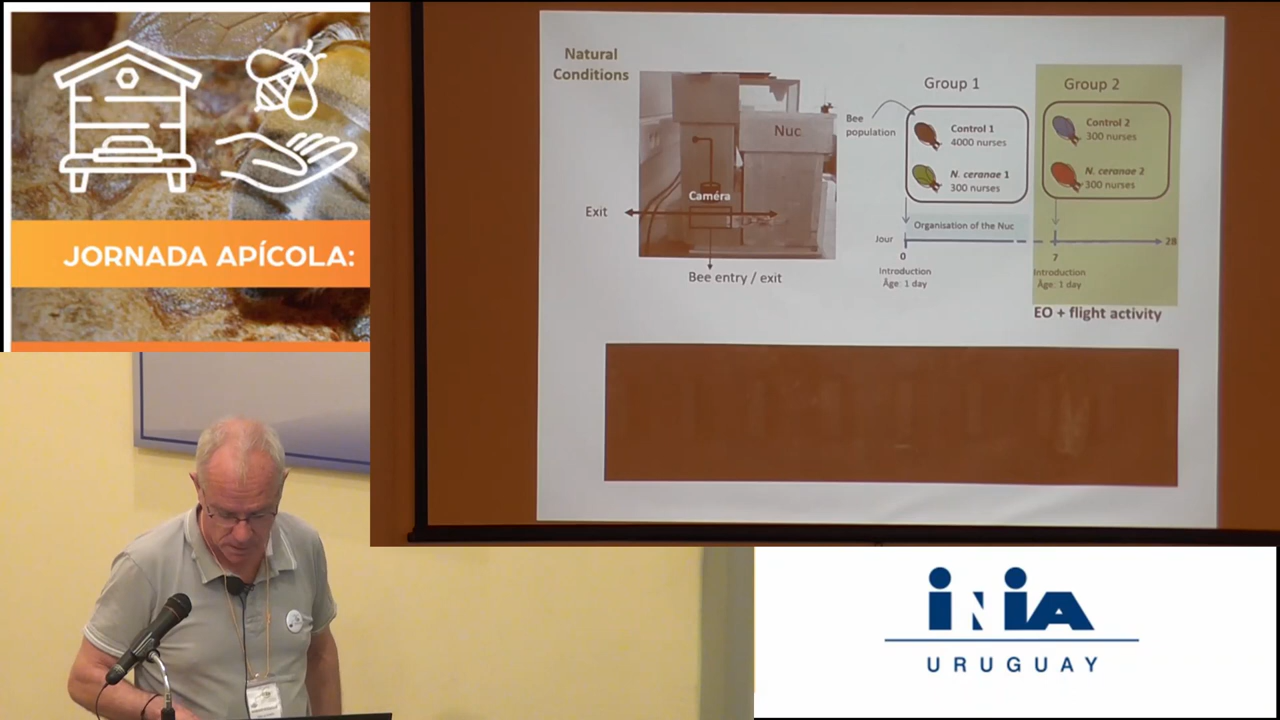 JORNADA APÍCOLA:
Natural
Conditions
Nuc
Caméra
Exit
Bee entry / exit
Bee
population
Group 1
Control 1
4000 nurses
N. ceranae 1
300 nurses
Group 2
Control 2
300 nurses
N. ceranae 2
300 nurses
Organisation of the Nuc
Jour
0
7
28
Introduction
Âge: 1 day
Introduction
Âge: 1 day
EO + flight activity
INIA
URUGUAY